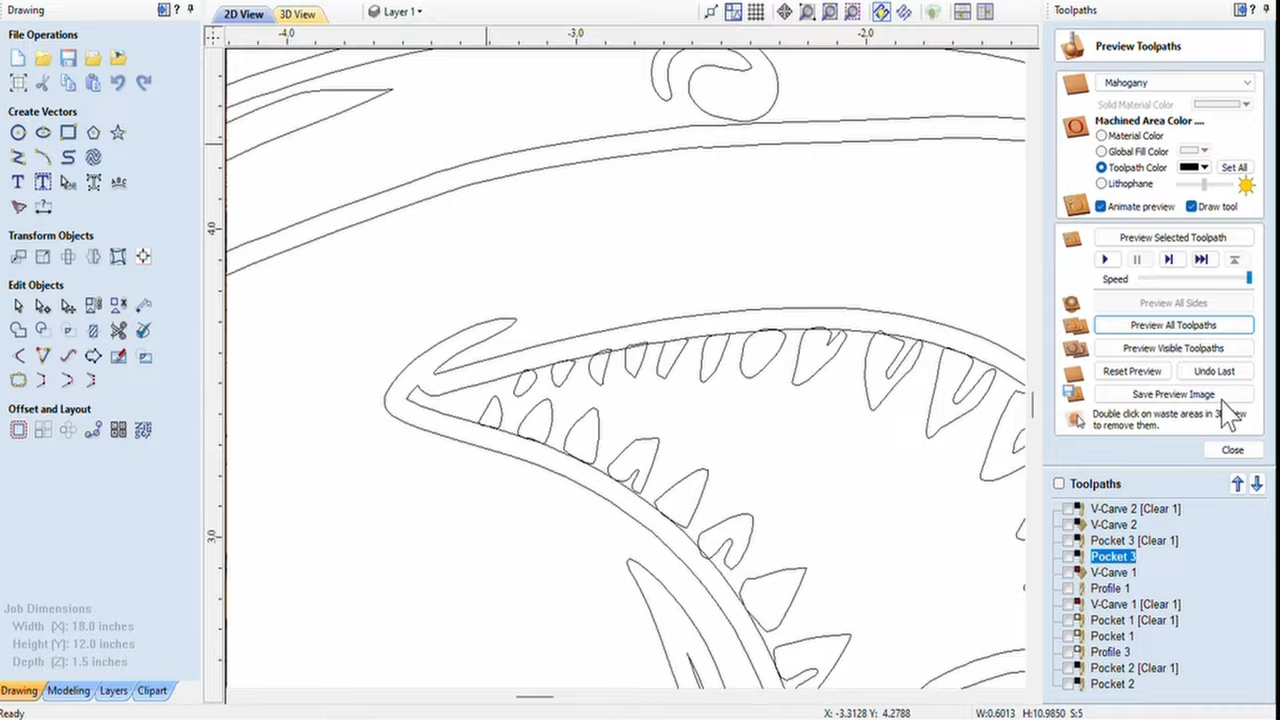 Drawing
File Operations
Create Vectors
Transform Objects
Edit Objects
Offset and Layout
Job Dimensions
Width (X): 18.0 inches
Height (Y): 12.0 inches
Depth (Z): 1.5 inches
Drawing Modeling Layers Clipart
Ready
2D View 3D View Layer 1
-4.0 -3.0 -2.0
4.0
3.0
Toolpaths
Preview Toolpaths
Mahogany
Solid Material Color
Machined Area Color ....
Material Color
Global Fill Color
Toolpath Color Set All
Lithophane
Animate preview Draw tool
Preview Selected Toolpath
Speed
Preview All Sides
Preview All Toolpaths
Preview Visible Toolpaths
Reset Preview Undo Last
Save Preview Image
Double click on waste areas in 3
to remove them.
Close
Toolpaths
V-Carve 2 [Clear 1]
V-Carve 2
Pocket 3 [Clear 1]
Pocket 3
V-Carve 1
Profile 1
V-Carve 1 [Clear 1]
Pocket 1 [Clear 1]
Pocket 1
Profile 3
Pocket 2 [Clear 1]
Pocket 2
X: -3.3128 Y: 4.2788 W:0.6013 H:10.9850 S:5